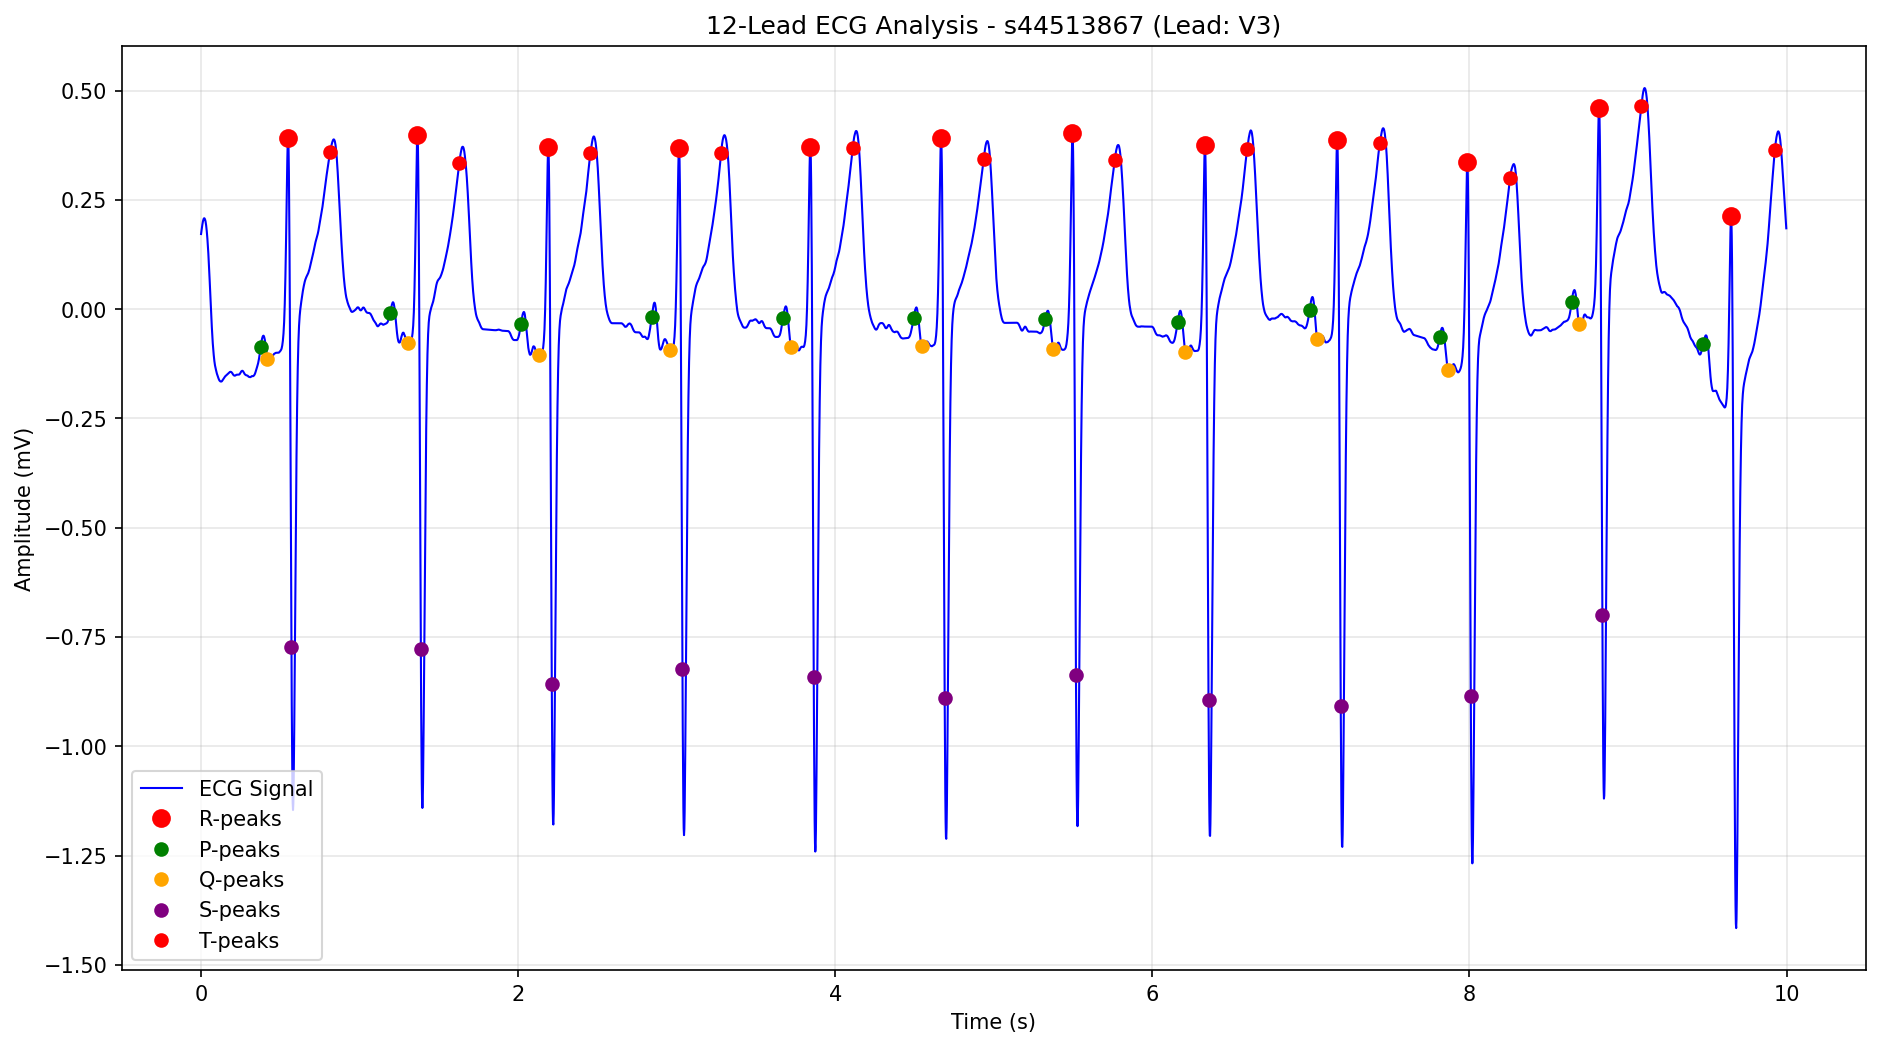 12-Lead ECG Analysis - s44513867 (Lead: V3)
Amplitude (mV)
0.50
0.25
0.00
−0.25
−0.50
−0.75
−1.00
−1.25
−1.50
ECG Signal
R-peaks
P-peaks
Q-peaks
S-peaks
T-peaks
0 2 4 6 8 10
Time (s)